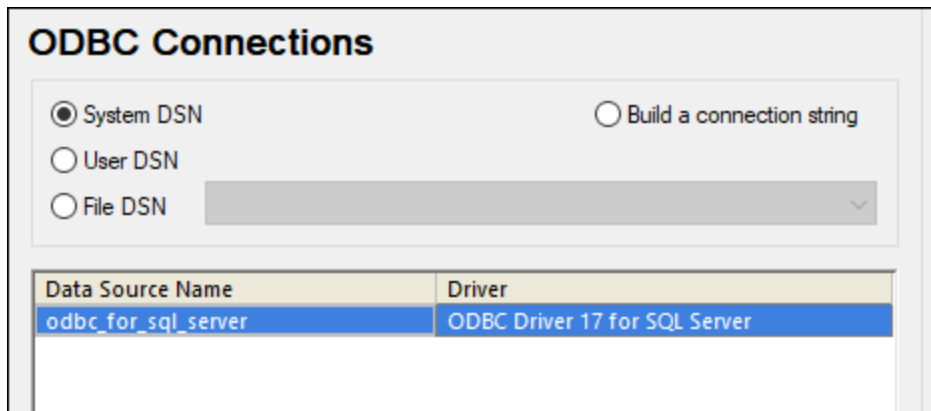 ODBC Connections
System DSN
Build a connection string
User DSN
File DSN
Data Source Name Driver
odbc_for_sql_server ODBC Driver 17 for SQL Server